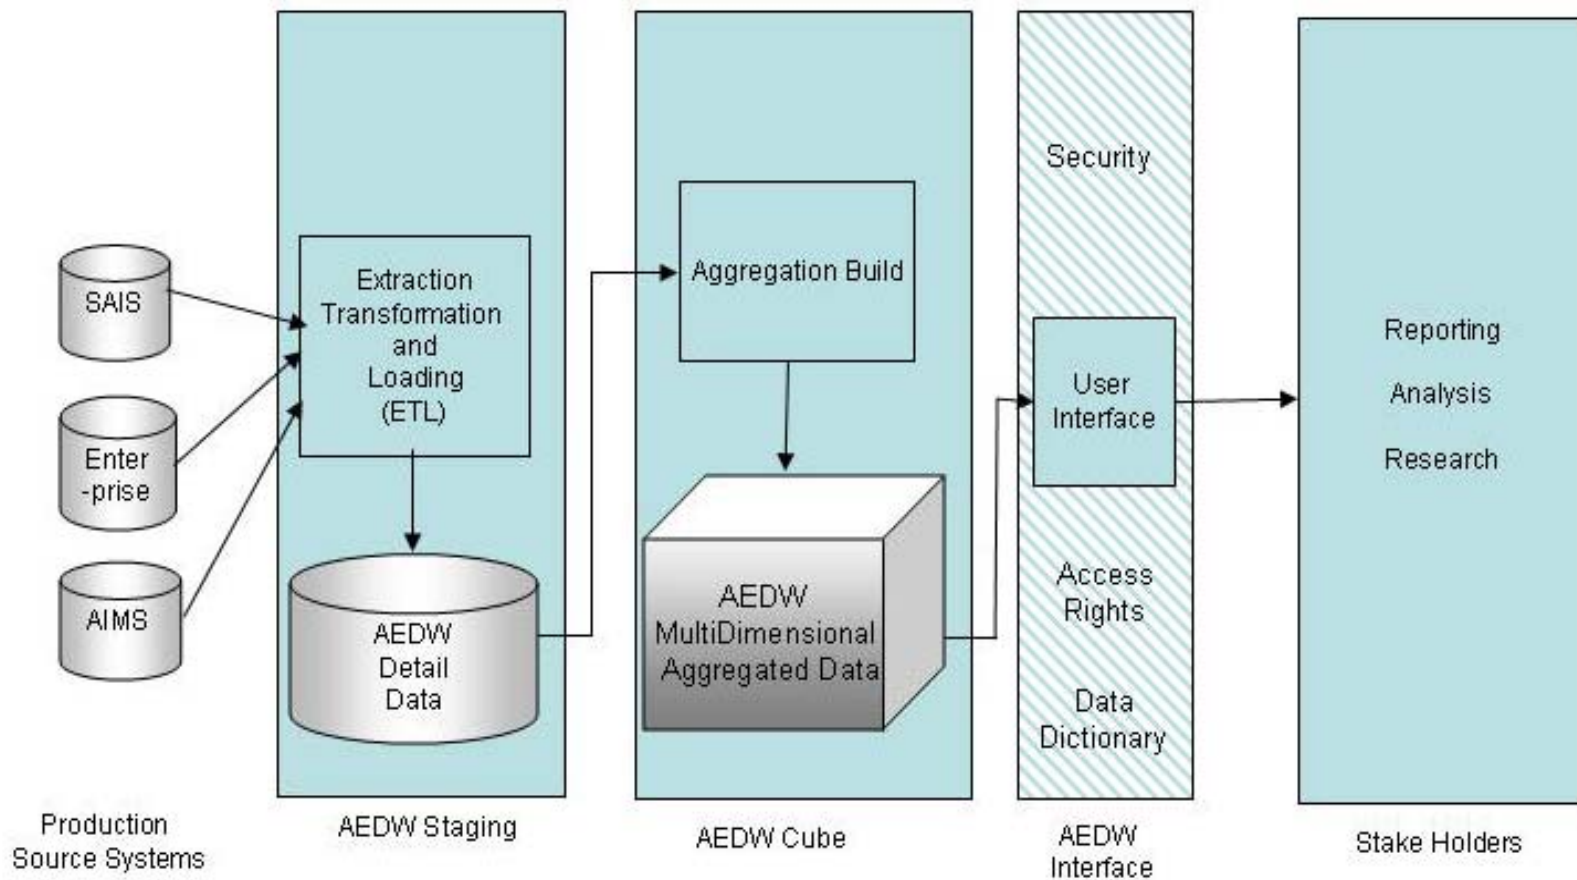 SAIS
Enter
-prise
AIMS
Production
Source Systems
Extraction
Transformation
and
Loading
(ETL)
AEDW
Detail
Data
AEDW Staging
Aggregation Build
AEDW
MultiDimensional
Aggregated Data
AEDW Cube
Security
User
Interface
Access
Rights
Data
Dictionary
AEDW
Interface
Reporting
Analysis
Research
Stake Holders